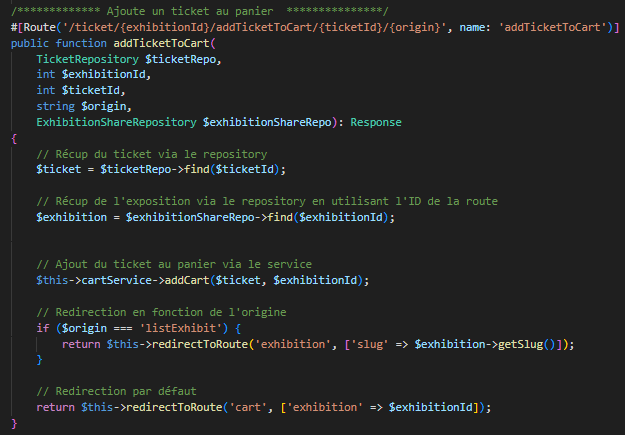 /************* Ajoute un ticket au panier  ***************/
#[Route('/ticket/{exhibitionId}/addTicketToCart/{ticketId}/{origin}', name: 'addTicketToCart')]
public function addTicketToCart(
    TicketRepository $ticketRepo,
    int $exhibitionId,
    int $ticketId,
    string $origin,
    ExhibitionShareRepository $exhibitionShareRepo): Response
{
    // Récup du ticket via le repository
    $ticket = $ticketRepo->find($ticketId);

    // Récup de l'exposition via le repository en utilisant l'ID de la route
    $exhibition = $exhibitionShareRepo->find($exhibitionId);


    // Ajout du ticket au panier via le service
    $this->cartService->addCart($ticket, $exhibitionId);

    // Redirection en fonction de l'origine
    if ($origin === 'listExhibit') {
        return $this->redirectToRoute('exhibition', ['slug' => $exhibition->getSlug()]);
    }

    // Redirection par défaut
    return $this->redirectToRoute('cart', ['exhibition' => $exhibitionId]);
}